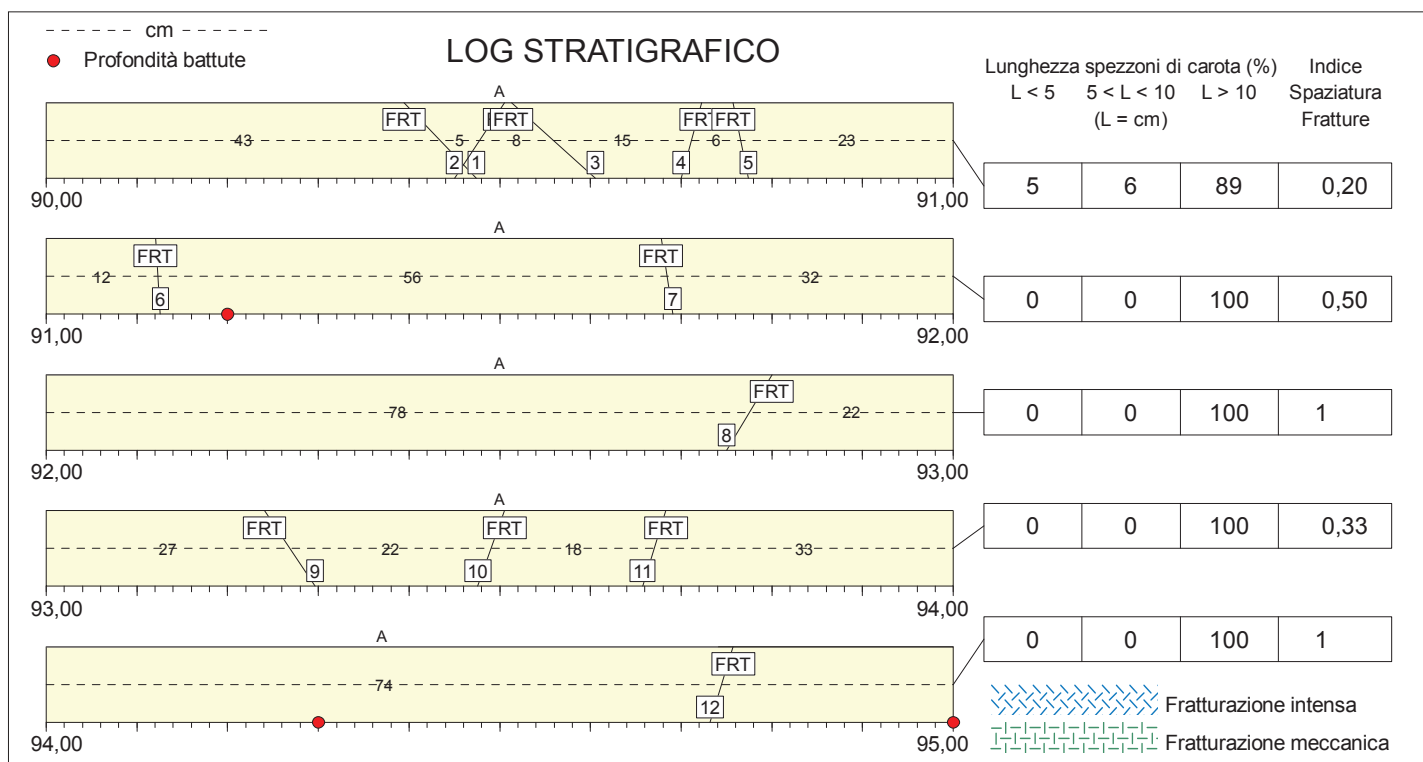 cm
Profondità battute
LOG STRATIGRAFICO
Lunghezza spezzoni di carota (%)
L < 5
5 < L < 10
L > 10
(L = cm)
Indice
Spaziatura
Fratture
A
FRT
FRT
FRT
FRT
43
5
8
15
6
23
2
1
3
4
5
90,00
91,00
5
6
89
0,20
A
FRT
FRT
12
56
32
6
7
91,00
92,00
0
0
100
0,50
A
FRT
78
22
8
92,00
93,00
0
0
100
1
A
FRT
FRT
FRT
27
22
18
33
9
10
11
93,00
94,00
0
0
100
0,33
A
FRT
74
12
94,00
95,00
0
0
100
1
Fratturazione intensa
Fratturazione meccanica